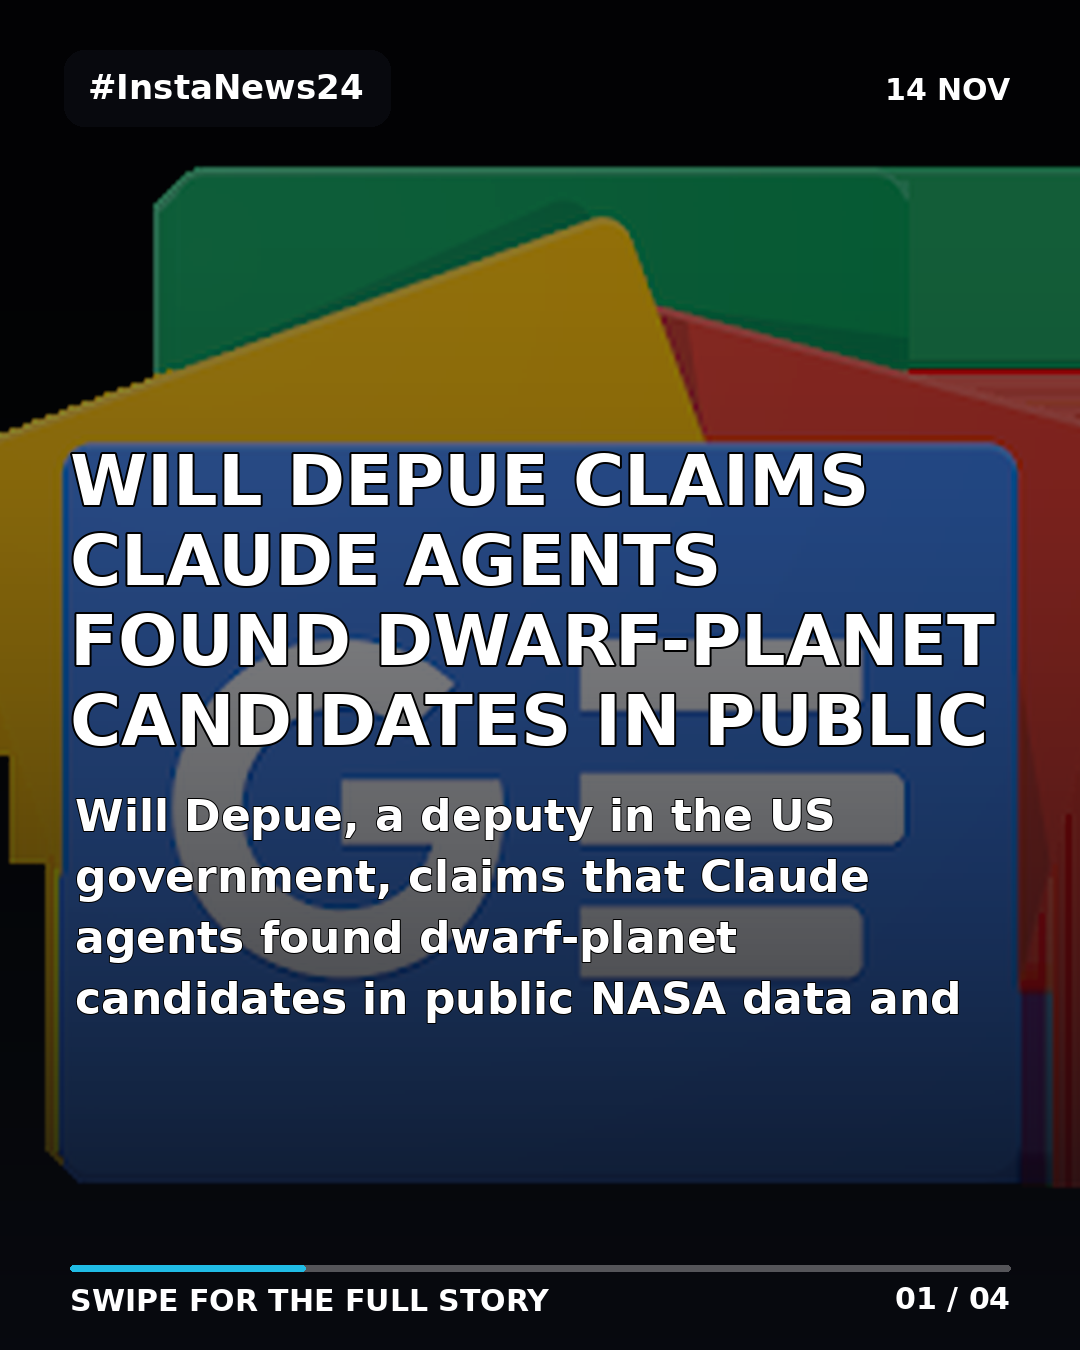 #InstaNews24
14 NOV
WILL DEPUE CLAIMS
CLAUDE AGENTS
FOUND DWARF-PLANET
CANDIDATES IN PUBLIC
Will Depue, a deputy in the US
government, claims that Claude
agents found dwarf-planet
candidates in public NASA data and
SWIPE FOR THE FULL STORY
01 / 04